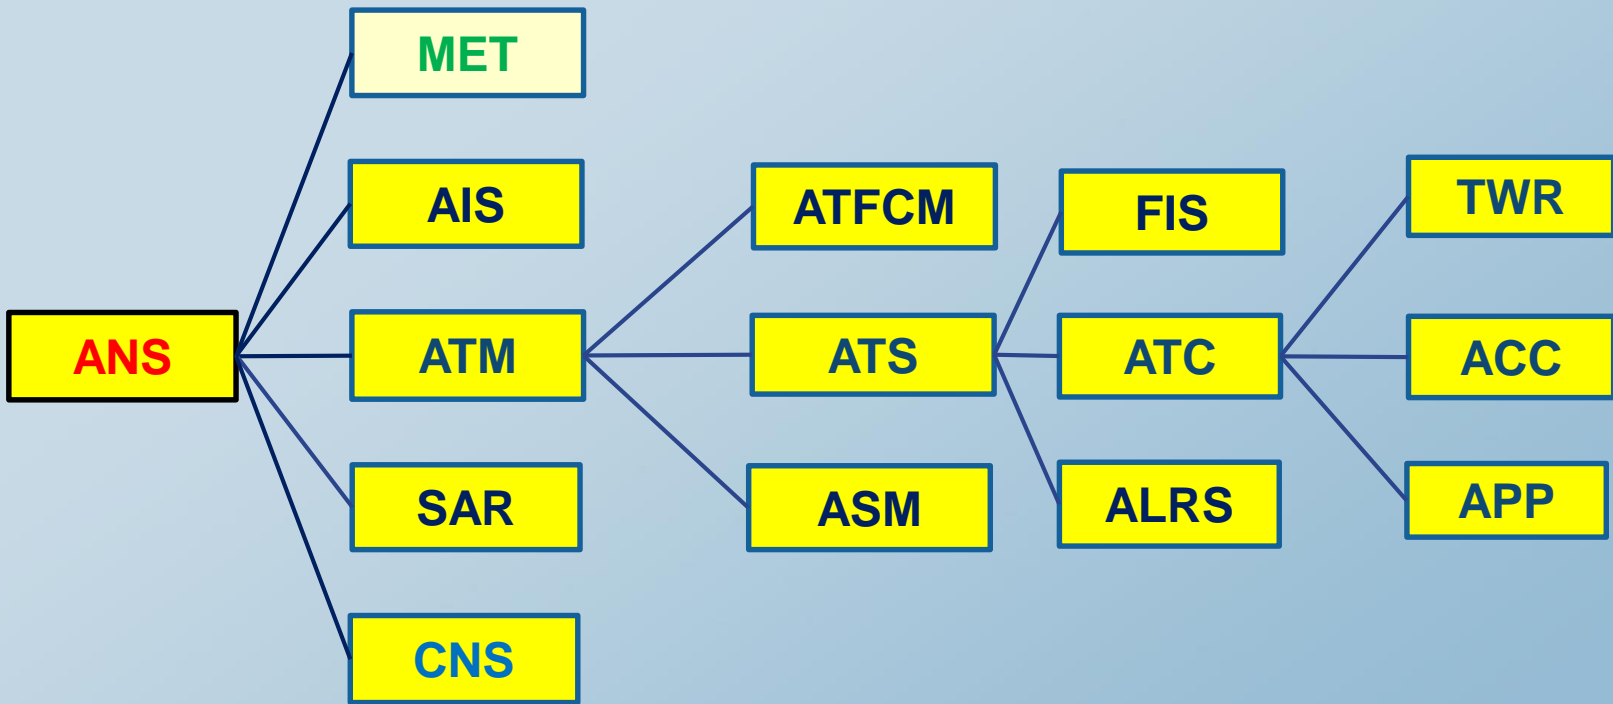 MET
AIS
ATFCM
FIS
TWR
ANS
ATM
ATS
ATC
ACC
SAR
ASM
ALRS
APP
CNS